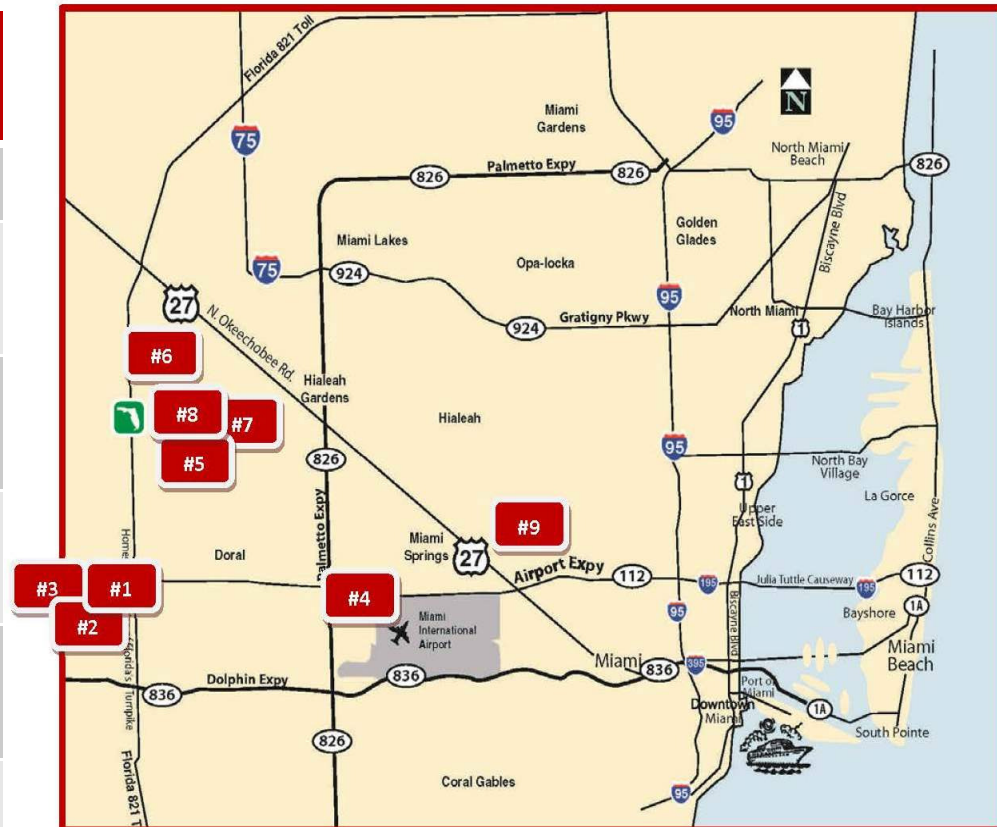 Florida 821 Toll
75
Miami
Gardens
95
N
North Miami
Beach
826
Palmetto Expy
826
826
Biscayne Blvd
Golden
Glades
Miami Lakes
Opa-locka
75
924
27
N. Okeechobee Rd.
95
924
Gratigny Pkwy
North Miami
1
Bay Harbor
Islands
#6
Hialeah
Gardens
#8
#7
Hialeah
#5
826
95
North Bay
Village
1
La Gorce
Upper
East Side
Collins Ave
Palmetto Expy
#9
Miami
Springs
27
Doral
Airport Expy
112
195
Julia Tuttle Causeway
195
112
#3
#1
#2
#4
Miami
International
Airport
95
Biscayne Blvd
Bayshore
1A
Miami
Beach
Miami
836
395
Dolphin Expy
836
836
Port of
Miami
Downtown
Miami
1A
South Pointe
826
Florida 821 T
Coral Gables
95